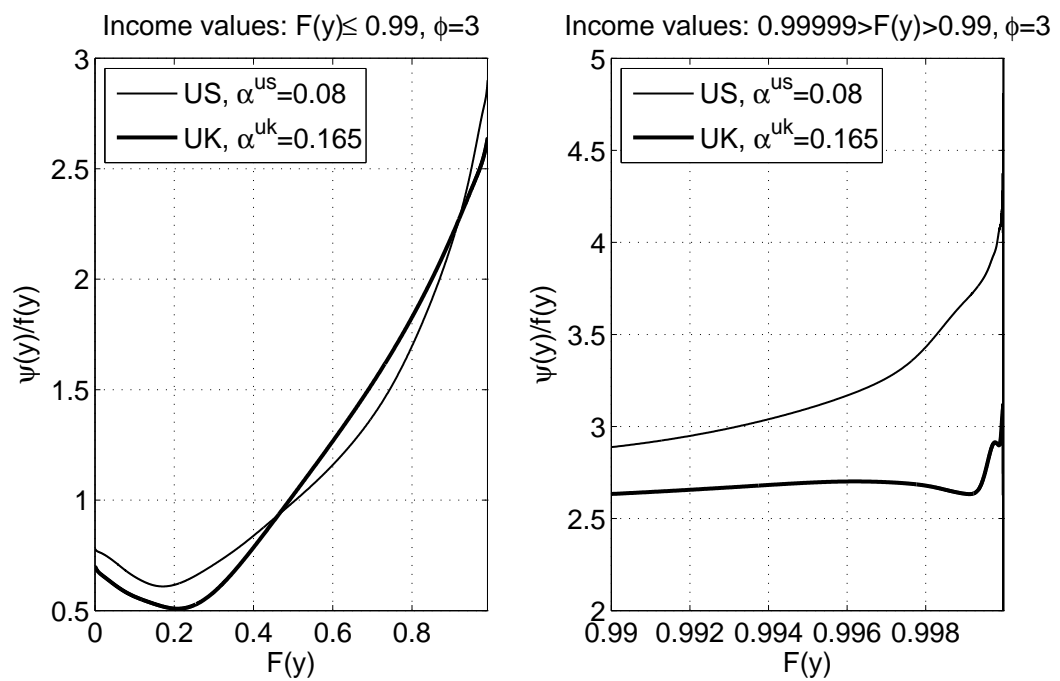 Income values: F(y)≤ 0.99, ϕ=3
3
2.5
2
1.5
1
0.5
ψ(y)/f(y)
US, α^us=0.08
UK, α^uk=0.165
0 0.2 0.4 0.6 0.8
F(y)
Income values: 0.99999>F(y)>0.99, ϕ=3
5
4.5
4
3.5
3
2.5
2
ψ(y)/f(y)
US, α^us=0.08
UK, α^uk=0.165
0.99 0.992 0.994 0.996 0.998
F(y)